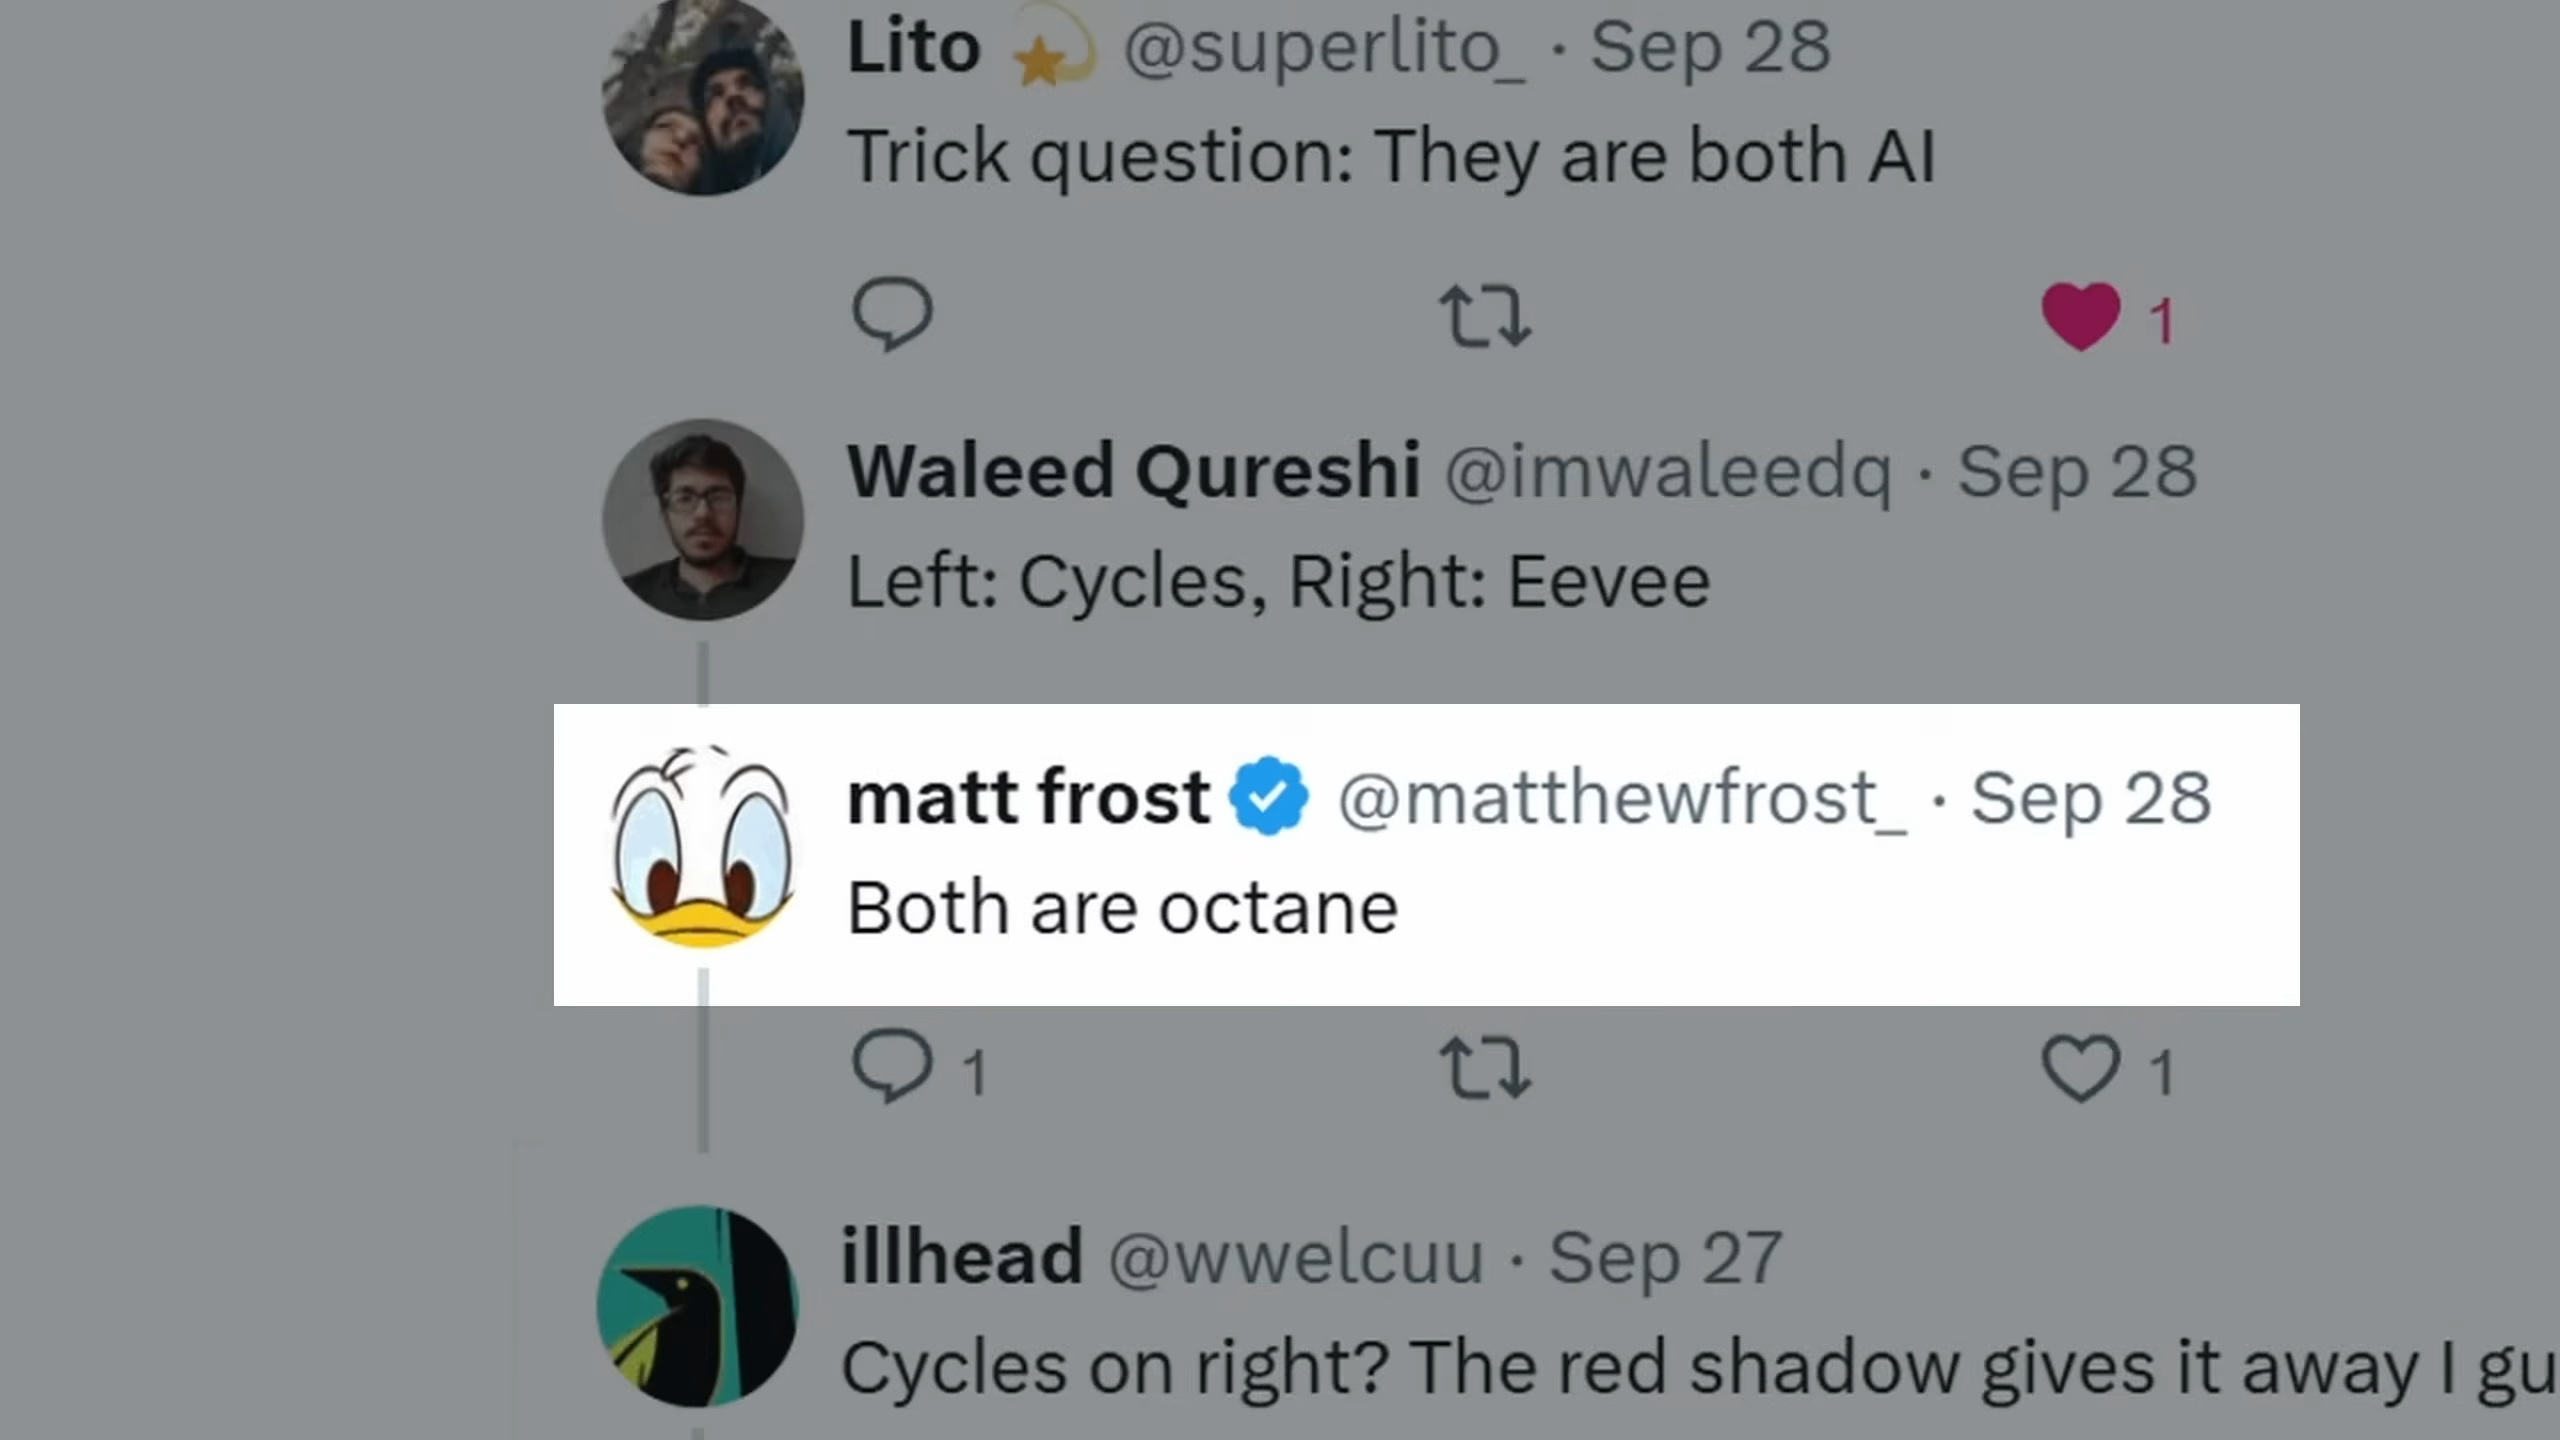 Lito 💫 @superlito_ · Sep 28
Trick question: They are both AI
1
Waleed Qureshi @imwaleedq · Sep 28
Left: Cycles, Right: Eevee
matt frost @matthewfrost_ · Sep 28
Both are octane
1 1
illhead @wwelcuu · Sep 27
Cycles on right? The red shadow gives it away I gu